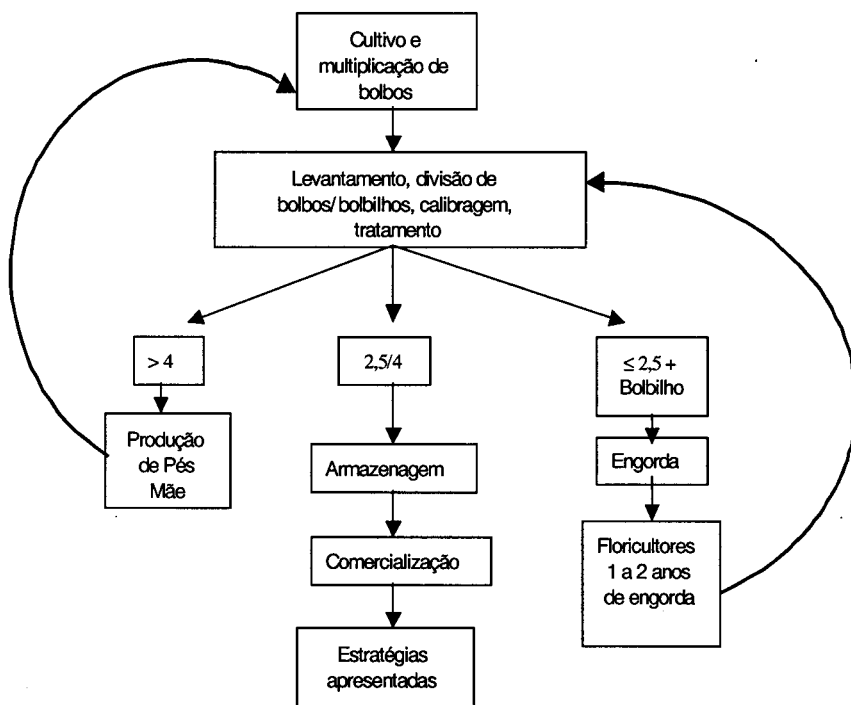 Cultivo e
multiplicação de
bolbos
Levantamento, divisão de
bolbos/ bolbilhos, calibragem,
tratamento
> 4
2,5/4
≤ 2,5 +
Bolbilho
Produção
de Pés
Mãe
Armazenagem
Engorda
Comercialização
Floricultores
1 a 2 anos
de engorda
Estratégias
apresentadas